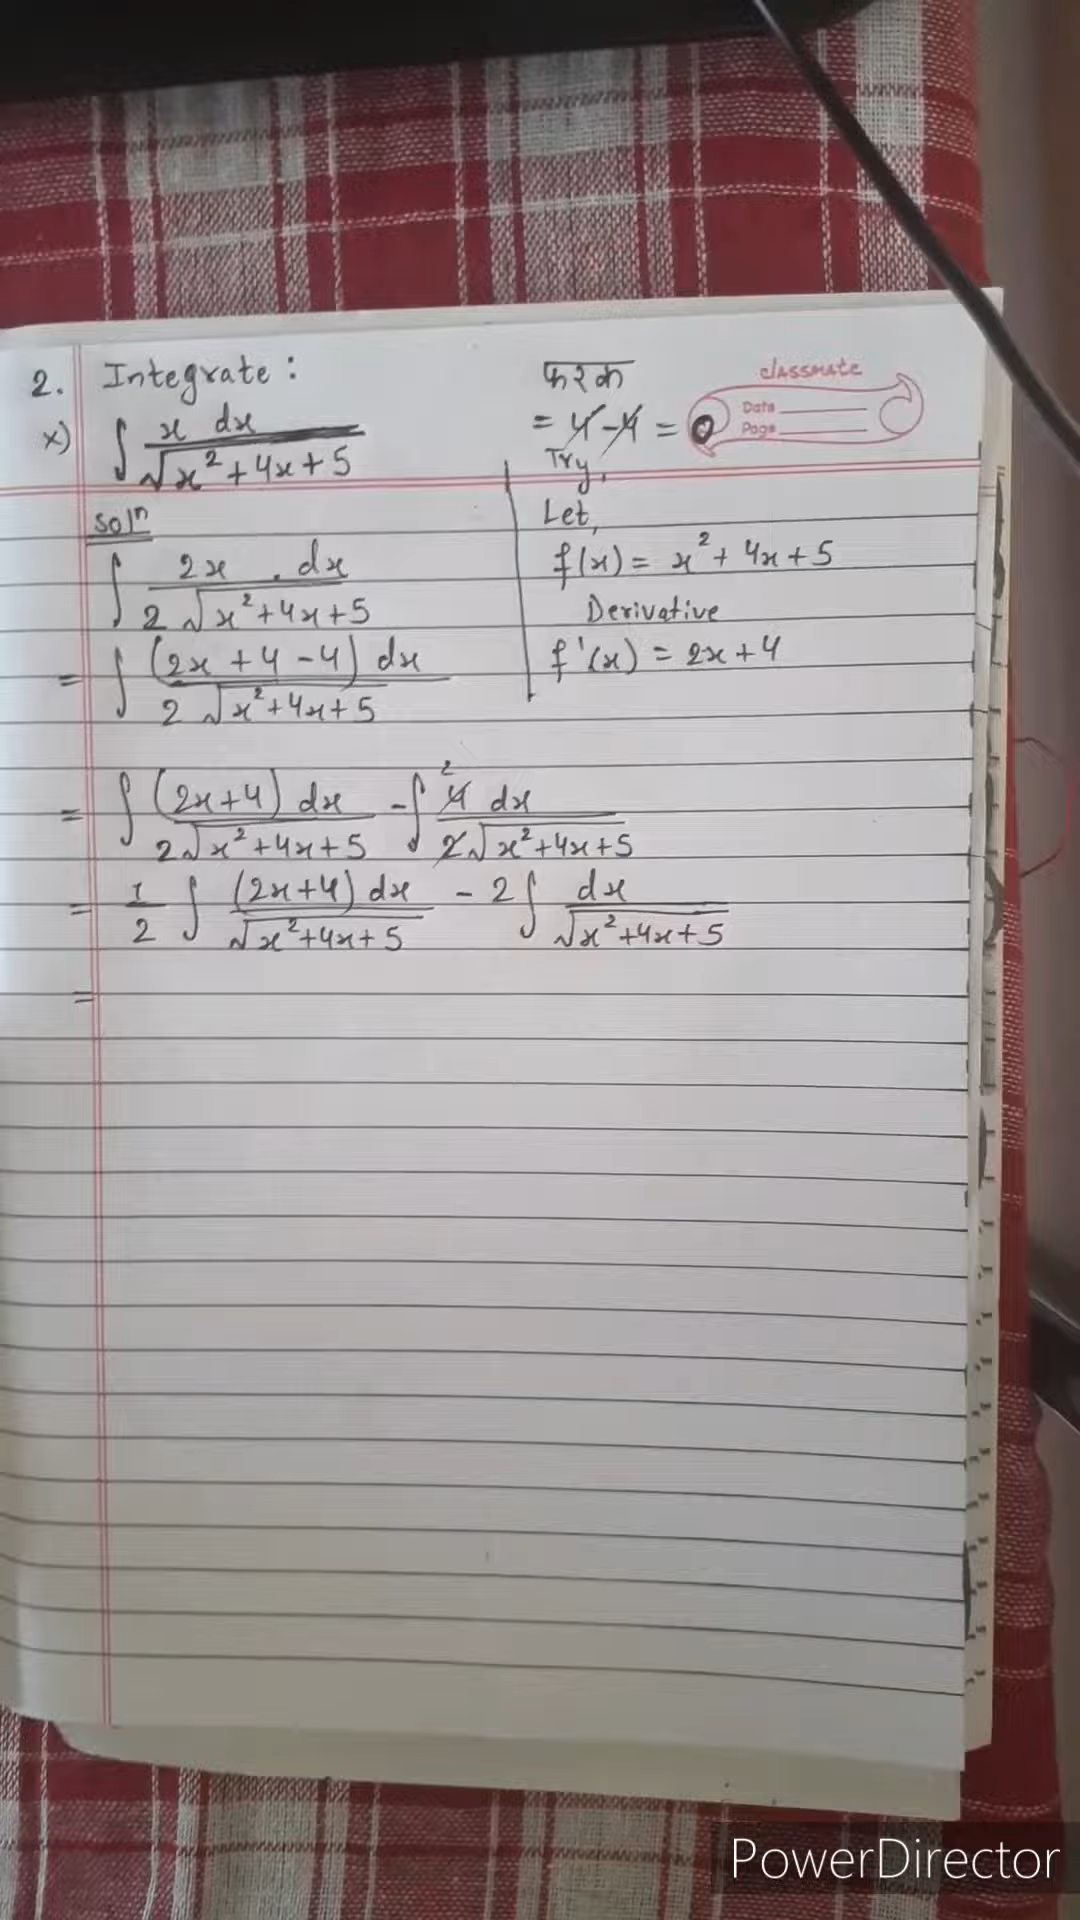 2. Integrate :
x) ∫ x dx / √x² + 4x + 5
फरक
= 4 - 4 = 0
classmate
Date
Page
Try,
Let,
f(x) = x² + 4x + 5
Derivative
f'(x) = 2x + 4
Solⁿ
∫ 2x . dx / 2 √x² + 4x + 5
= ∫ (2x + 4 - 4) dx / 2 √x² + 4x + 5
= ∫ (2x + 4) dx / 2 √x² + 4x + 5 - ∫ 4 2 dx / 2 √x² + 4x + 5
= 1/2 ∫ (2x + 4) dx / √x² + 4x + 5 - 2 ∫ dx / √x² + 4x + 5
=
PowerDirector